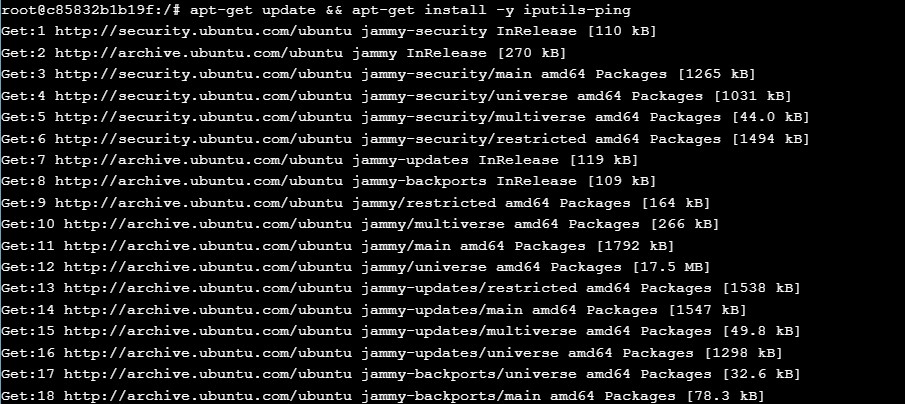 root@c85832b1b19f:/# apt-get update && apt-get install -y iputils-ping
Get:1 http://security.ubuntu.com/ubuntu jammy-security InRelease [110 kB]
Get:2 http://archive.ubuntu.com/ubuntu jammy InRelease [270 kB]
Get:3 http://security.ubuntu.com/ubuntu jammy-security/main amd64 Packages [1265 kB]
Get:4 http://security.ubuntu.com/ubuntu jammy-security/universe amd64 Packages [1031 kB]
Get:5 http://security.ubuntu.com/ubuntu jammy-security/multiverse amd64 Packages [44.0 kB]
Get:6 http://security.ubuntu.com/ubuntu jammy-security/restricted amd64 Packages [1494 kB]
Get:7 http://archive.ubuntu.com/ubuntu jammy-updates InRelease [119 kB]
Get:8 http://archive.ubuntu.com/ubuntu jammy-backports InRelease [109 kB]
Get:9 http://archive.ubuntu.com/ubuntu jammy/restricted amd64 Packages [164 kB]
Get:10 http://archive.ubuntu.com/ubuntu jammy/multiverse amd64 Packages [266 kB]
Get:11 http://archive.ubuntu.com/ubuntu jammy/main amd64 Packages [1792 kB]
Get:12 http://archive.ubuntu.com/ubuntu jammy/universe amd64 Packages [17.5 MB]
Get:13 http://archive.ubuntu.com/ubuntu jammy-updates/restricted amd64 Packages [1538 kB]
Get:14 http://archive.ubuntu.com/ubuntu jammy-updates/main amd64 Packages [1547 kB]
Get:15 http://archive.ubuntu.com/ubuntu jammy-updates/multiverse amd64 Packages [49.8 kB]
Get:16 http://archive.ubuntu.com/ubuntu jammy-updates/universe amd64 Packages [1298 kB]
Get:17 http://archive.ubuntu.com/ubuntu jammy-backports/universe amd64 Packages [32.6 kB]
Get:18 http://archive.ubuntu.com/ubuntu jammy-backports/main amd64 Packages [78.3 kB]